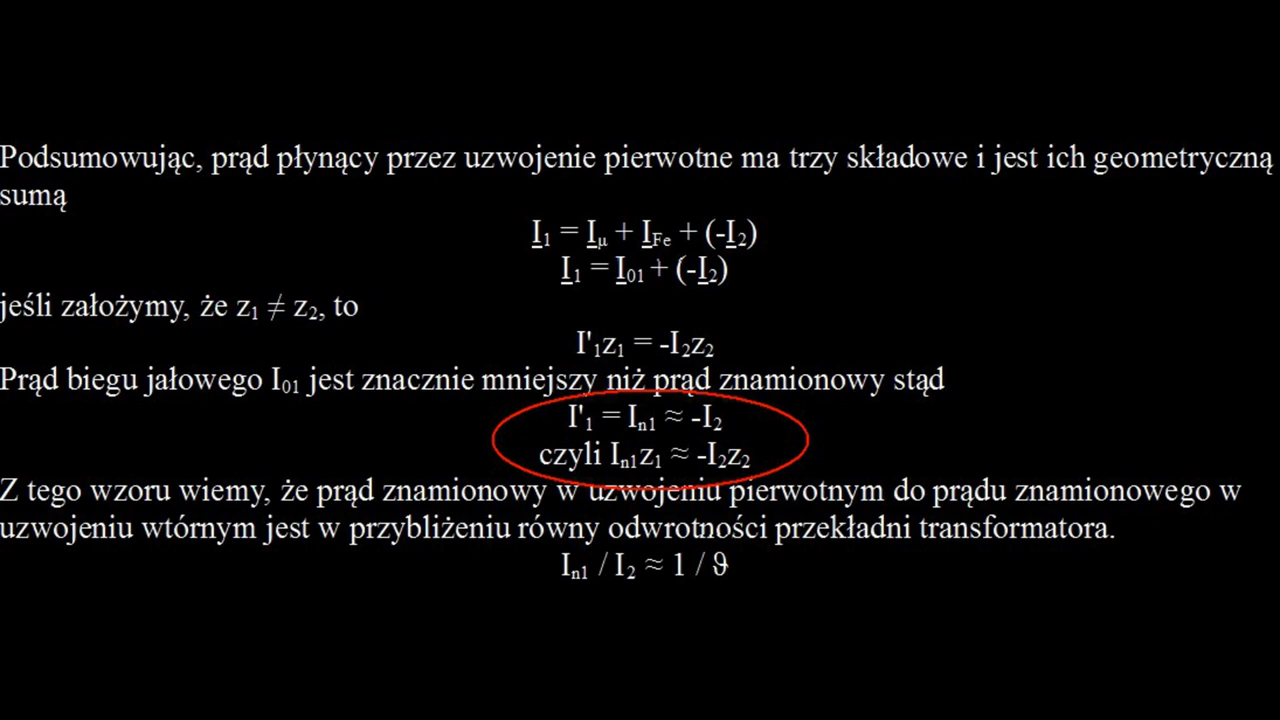 Podsumowując, prąd płynący przez uzwojenie pierwotne ma trzy składowe i jest ich geometryczną
sumą
I₁ = Iμ + I_Fe + (-I₂)
I₁ = I₀₁ + (-I₂)
jeśli założymy, że z₁ ≠ z₂, to
I'₁z₁ = -I₂z₂
Prąd biegu jałowego I₀₁ jest znacznie mniejszy niż prąd znamionowy stąd
I'₁ = Iₙ₁ ≈ -I₂
czyli Iₙ₁z₁ ≈ -I₂z₂
Z tego wzoru wiemy, że prąd znamionowy w uzwojeniu pierwotnym do prądu znamionowego w
uzwojeniu wtórnym jest w przybliżeniu równy odwrotności przekładni transformatora.
Iₙ₁ / I₂ ≈ 1 / ϑ